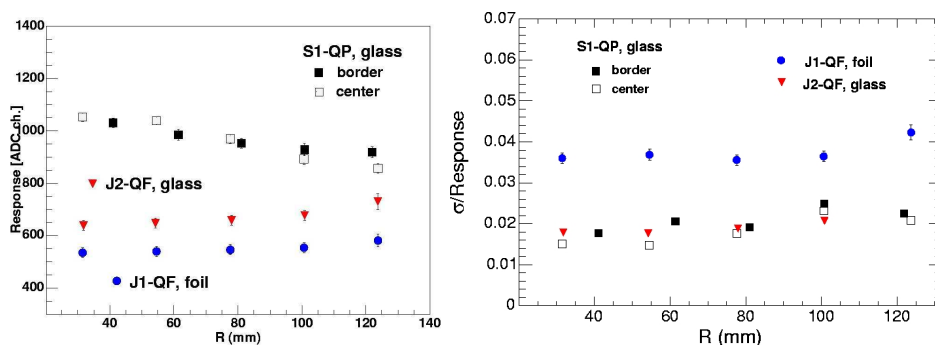 1400
1200
1000
800
600
400
Response [ADC ch.]
S1-QP, glass
border
center
J2-QF, glass
J1-QF, foil
40 60 80 100 120 140
R (mm)
0.07
0.06
0.05
0.04
0.03
0.02
0.01
0
σ/Response
S1-QP, glass
border
center
J1-QF, foil
J2-QF, glass
40 60 80 100 120
R (mm)